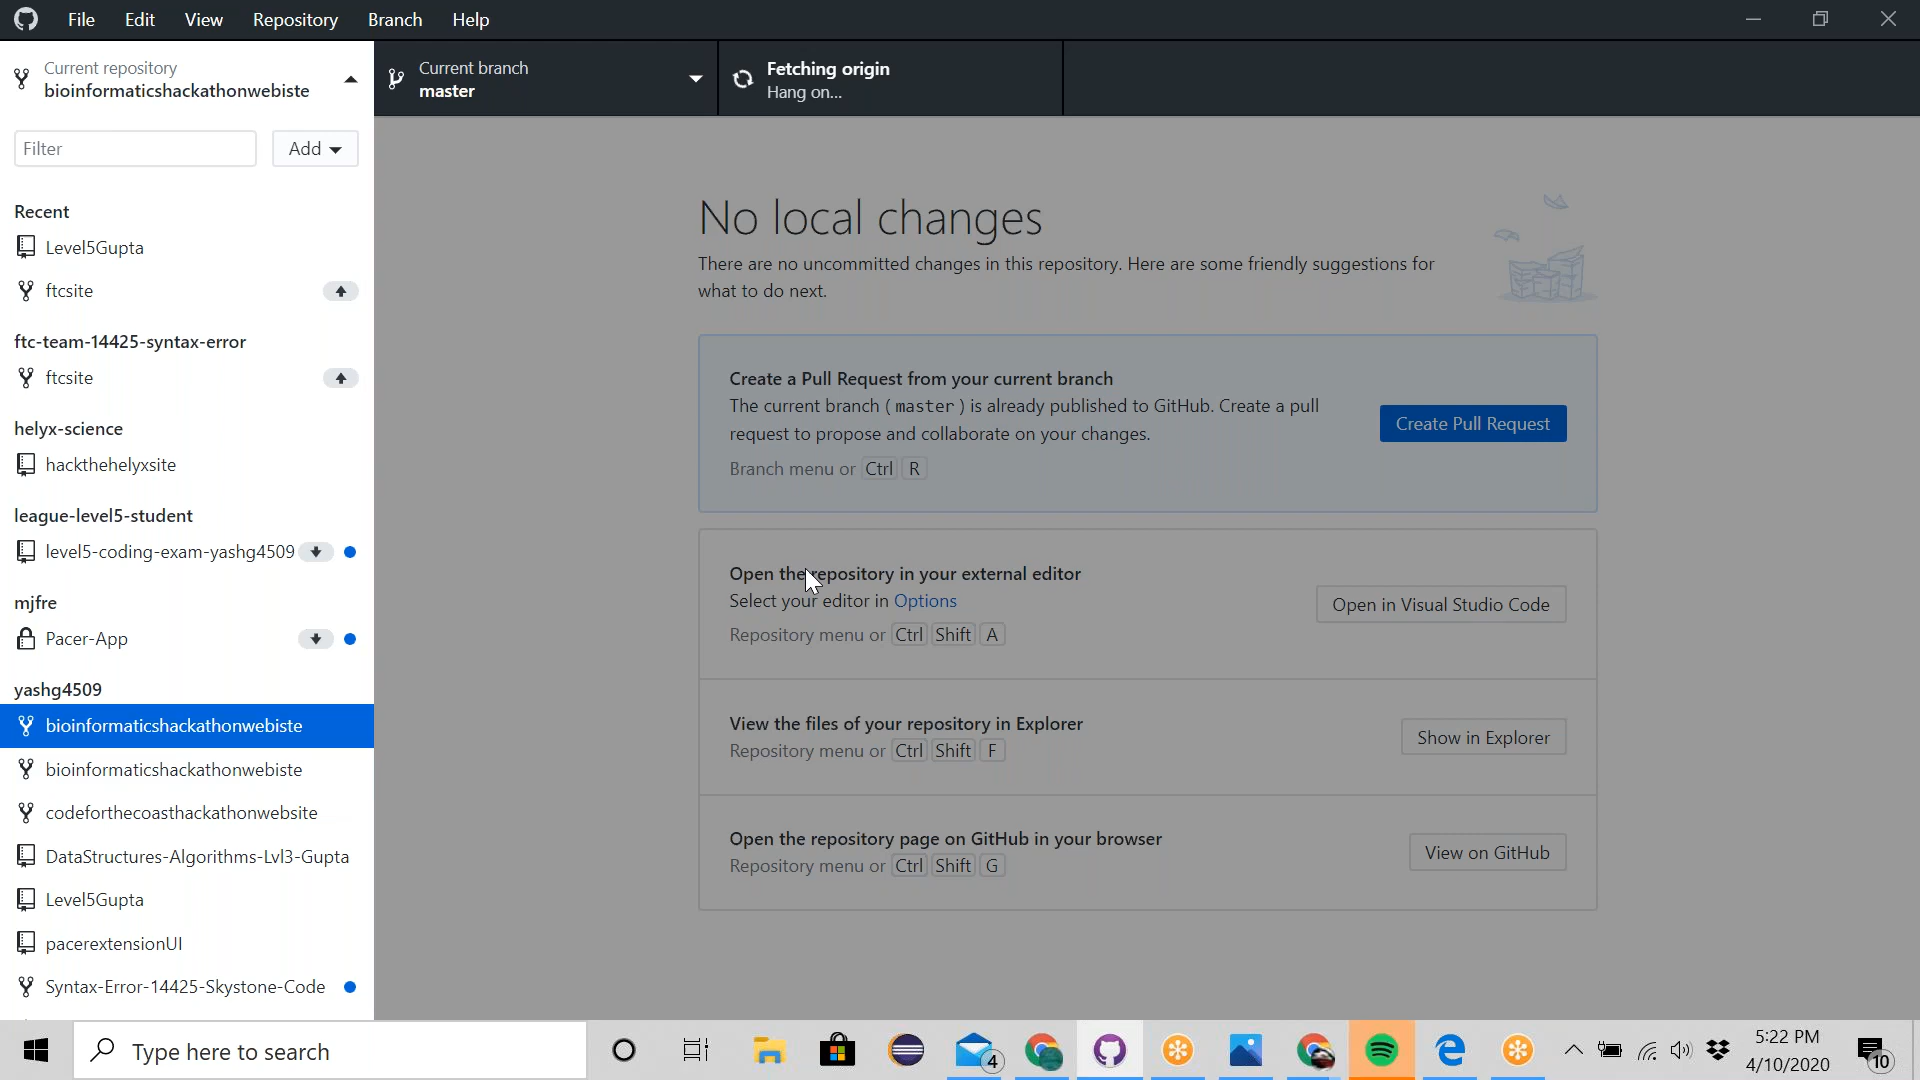 File Edit View Repository Branch Help
Current repository
bioinformaticshackathonwebiste
Current branch
master
Fetching origin
Hang on...
Filter
Add
Recent
Level5Gupta
ftcsite
ftc-team-14425-syntax-error
ftcsite
helyx-science
hackthehelyxsite
league-level5-student
level5-coding-exam-yashg4509
mjfre
Pacer-App
yashg4509
bioinformaticshackathonwebiste
bioinformaticshackathonwebiste
codeforthecoasthackathonwebsite
DataStructures-Algorithms-Lvl3-Gupta
Level5Gupta
pacerextensionUI
Syntax-Error-14425-Skystone-Code
No local changes
There are no uncommitted changes in this repository. Here are some friendly suggestions for
what to do next.
Create a Pull Request from your current branch
The current branch (master) is already published to GitHub. Create a pull
request to propose and collaborate on your changes.
Branch menu or Ctrl R
Create Pull Request
Open the repository in your external editor
Select your editor in Options
Repository menu or Ctrl Shift A
Open in Visual Studio Code
View the files of your repository in Explorer
Repository menu or Ctrl Shift F
Show in Explorer
Open the repository page on GitHub in your browser
Repository menu or Ctrl Shift G
View on GitHub
Type here to search
4
5:22 PM
4/10/2020
10